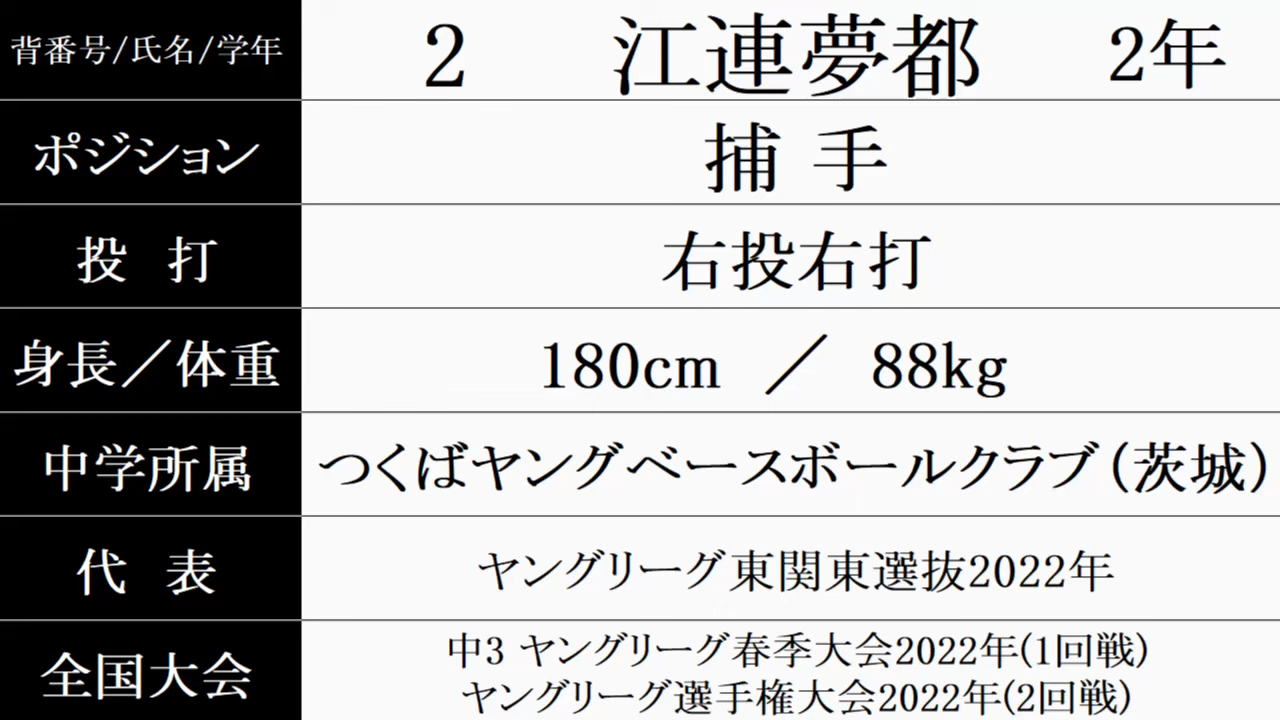 背番号/氏名/学年 2 江連夢都 2年
ポジション 捕 手
投 打 右投右打
身長／体重 180cm ／ 88kg
中学所属 つくばヤングベースボールクラブ（茨城）
代 表 ヤングリーグ東関東選抜2022年
全国大会 中3 ヤングリーグ春季大会2022年(1回戦)
ヤングリーグ選手権大会2022年(2回戦)